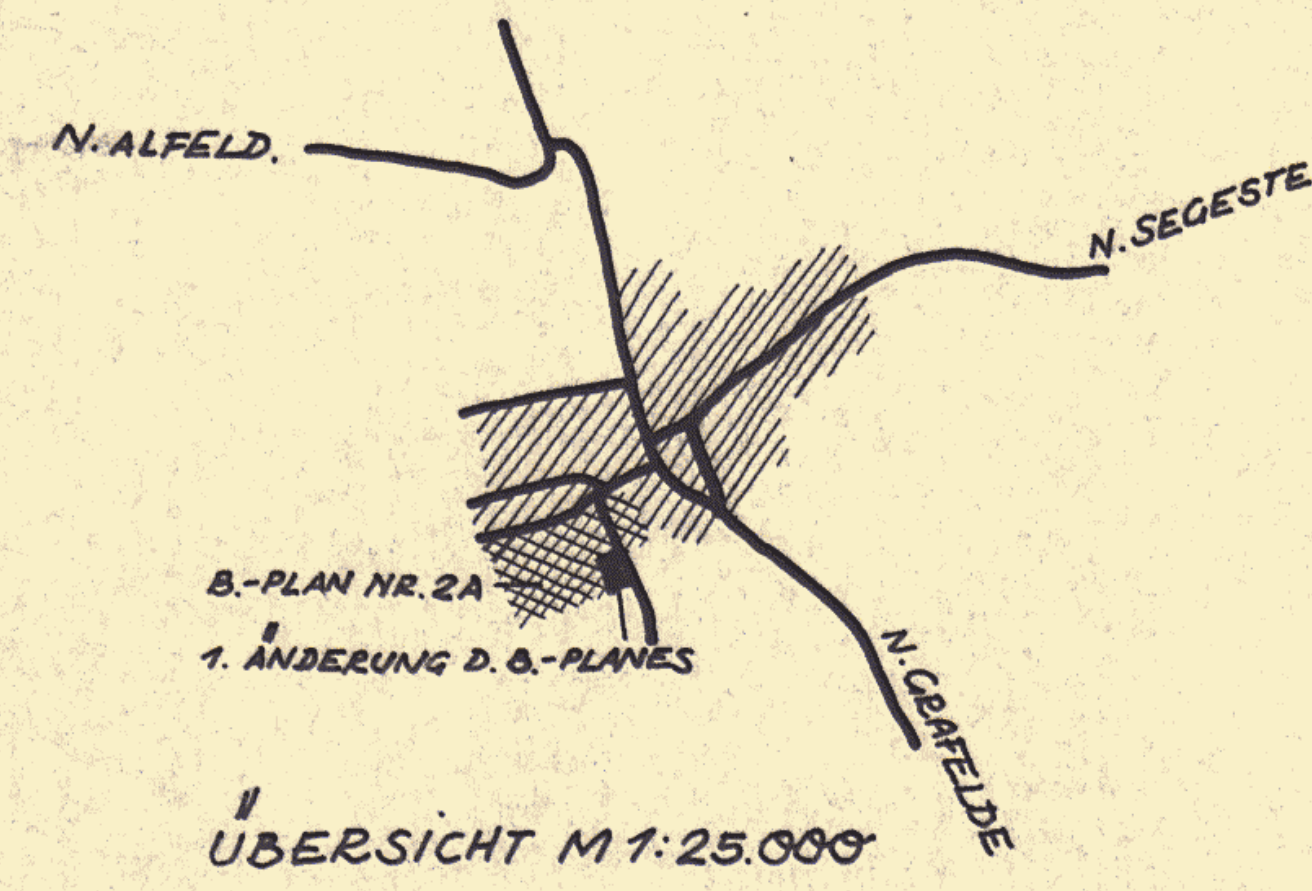 N. ALFELD.
N. SEGESTE
B.-PLAN NR. 2A
1. ÄNDERUNG D. B.-PLANES
N. GRAFELDE
ÜBERSICHT M 1:25.000